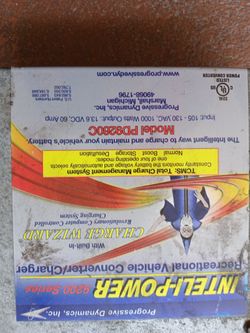 Progressive Dynamics, Inc.
INTELI-POWER
9200 Series
Recreational Vehicle Converter/Charger
With Built-In
CHARGE WIZARD
Revolutionary Computer Controlled
Charging System
TCMS: Total Charge Management System
Constantly monitors the battery voltage and automatically selects
one of four operating modes
Normal Boost Storage Desulfation
The Intelligent way to charge and maintain your vehicle's battery
Model PD9260C
Input: 105 - 130 VAC, 1000 Watts Output: 13.6 VDC, 60 Amp
Progressive Dynamics, Inc.
Marshall, Michigan
49068-1796
www.progressivedyn.com
U.S. Patents
LISTED
UL
POWER CONVERTER